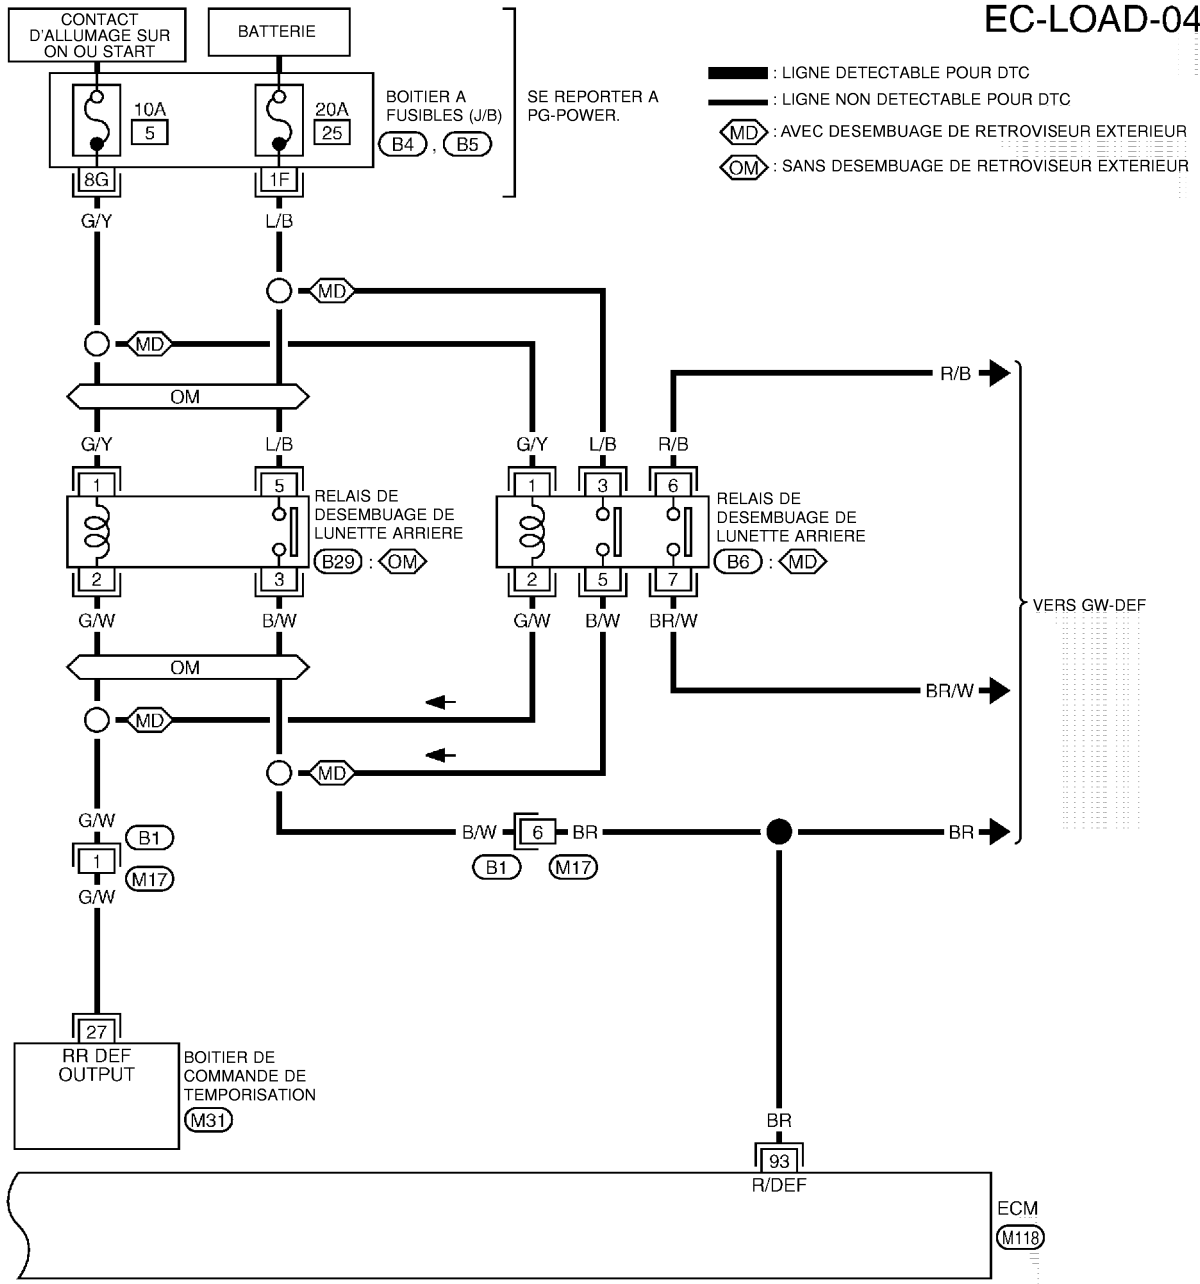 EC-LOAD-04
CONTACT
D'ALLUMAGE SUR
ON OU START
BATTERIE
10A
5
20A
25
BOITIER A
FUSIBLES (J/B)
B4 , B5
SE REPORTER A
PG-POWER.
: LIGNE DETECTABLE POUR DTC
: LIGNE NON DETECTABLE POUR DTC
MD : AVEC DESEMBUAGE DE RETROVISEUR EXTERIEUR
OM : SANS DESEMBUAGE DE RETROVISEUR EXTERIEUR
8G
1F
G/Y
L/B
MD
MD
OM
R/B
G/Y
L/B
G/Y
L/B
R/B
1
5
1
3
6
RELAIS DE
DESEMBUAGE DE
LUNETTE ARRIERE
B29 : OM
RELAIS DE
DESEMBUAGE DE
LUNETTE ARRIERE
B6 : MD
2
3
2
5
7
G/W
B/W
G/W
B/W
BR/W
VERS GW-DEF
OM
BR/W
MD
MD
G/W
B1
1
M17
G/W
B/W
6
BR
B1
M17
BR
27
RR DEF
OUTPUT
BOITIER DE
COMMANDE DE
TEMPORISATION
M31
BR
93
R/DEF
ECM
M118